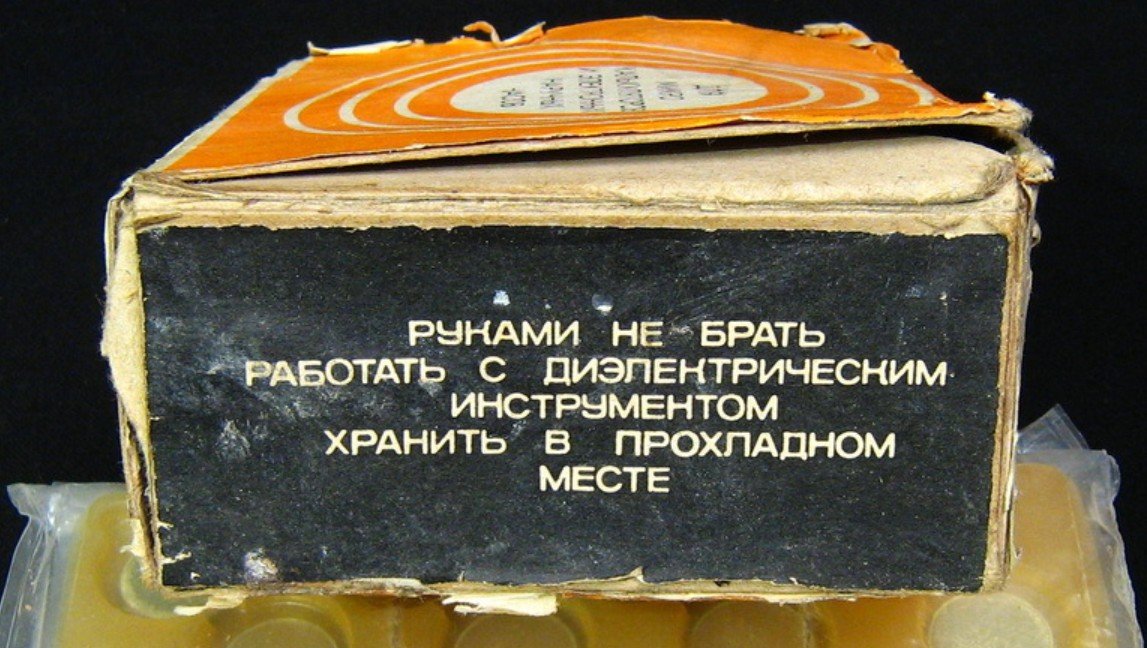 РУКАМИ НЕ БРАТЬ
РАБОТАТЬ С ДИЭЛЕКТРИЧЕСКИМ
ИНСТРУМЕНТОМ
ХРАНИТЬ В ПРОХЛАДНОМ
МЕСТЕ